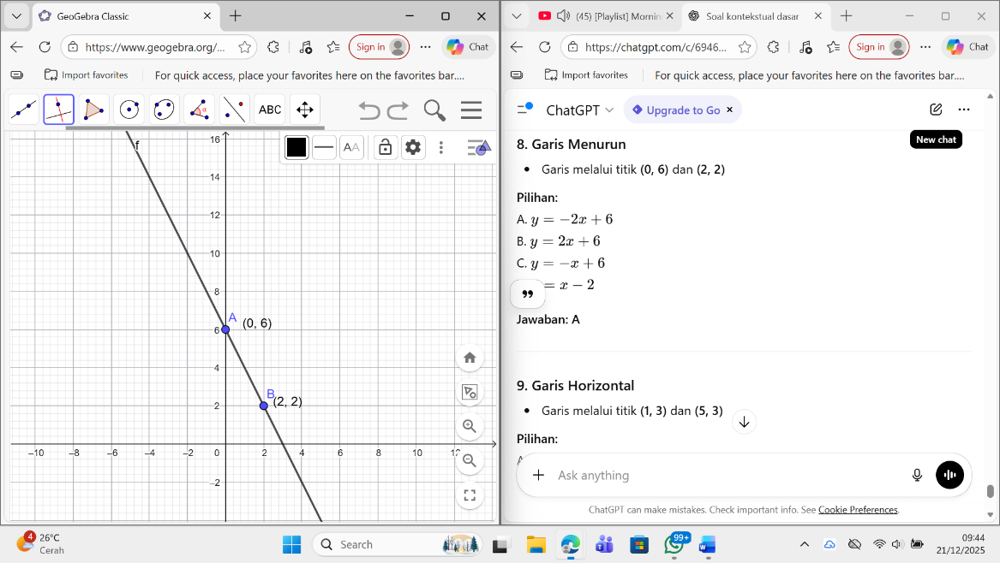 GeoGebra Classic
https://www.geogebra.org/...
Sign in
Chat
Import favorites
For quick access, place your favorites here on the favorites bar....
ABC
AA
f
16
14
12
10
8
6
4
2
−2
−10
−8
−6
−4
−2
0
2
4
6
8
10
A
(0, 6)
B
(2, 2)
(45) [Playlist]
Soal kontekstual dasar
https://chatgpt.com/c/6946...
Sign in
Chat
Import favorites
For quick access, place your favorites here on the favorites bar....
ChatGPT
Upgrade to Go
New chat
8. Garis Menurun
Garis melalui titik (0, 6) dan (2, 2)
Pilihan:
A. y = −2x + 6
B. y = 2x + 6
C. y = −x + 6
= x − 2
Jawaban: A
9. Garis Horizontal
Garis melalui titik (1, 3) dan (5, 3)
Pilihan:
Ask anything
ChatGPT can make mistakes. Check important info. See Cookie Preferences.
4
26°C
Cerah
Search
99+
09:44
21/12/2025